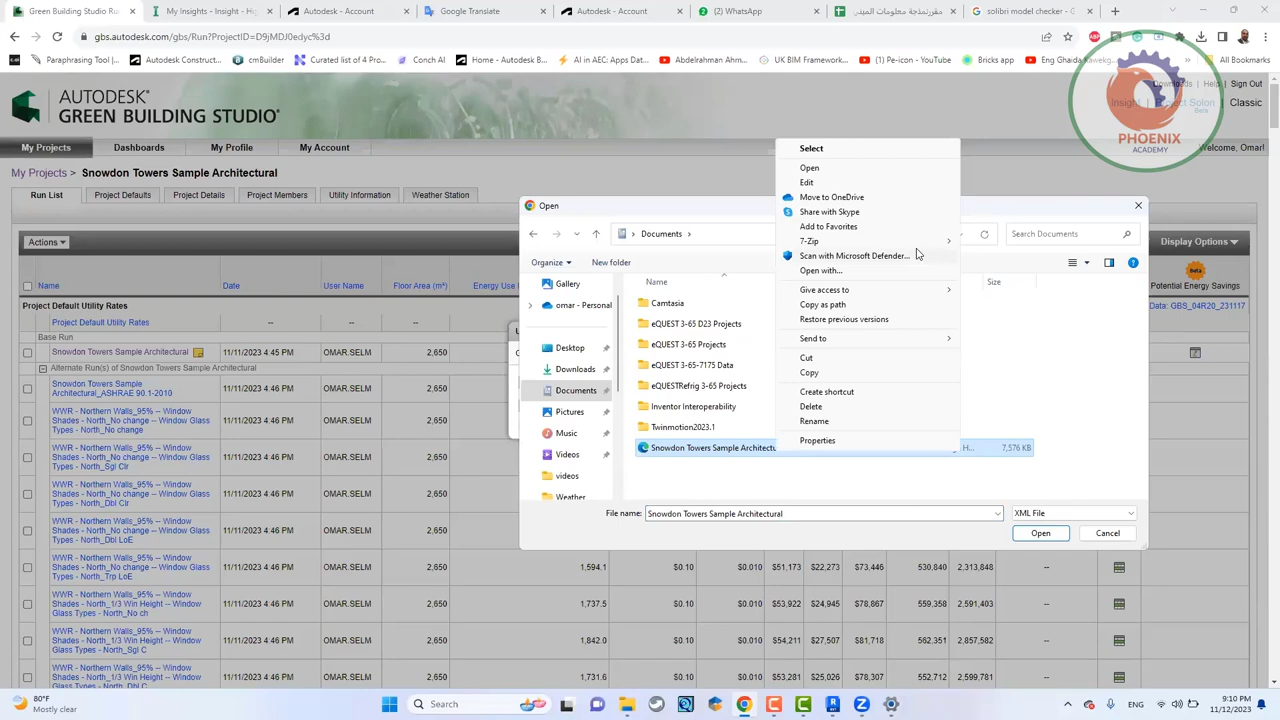 Green Building Studio Ru
My Insights - Insight - Hig
Autodesk - Account
Google Translate
Autodesk - Account
(2) WhatsApp
مقررنمذجة معلومات المبنى
solibri model checker - G
gbs.autodesk.com/gbs/Run?ProjectID=D9jMDJ0edyc%3d
Paraphrasing Tool |
Autodesk Construct...
cmBuilder
Curated list of 4 Pro...
Conch AI
Home - Autodesk B...
AI in AEC: Apps Dat...
Abdelrahman Ahm...
UK BIM Framework...
(1) Pe-icon - YouTube
Bricks app
Eng Ghaida Kawekg
All Bookmarks
AUTODESK®
GREEN BUILDING STUDIO®
Downloads | Help | Sign Out
Insight
Project Solon
Beta
Classic
PHOENIX
ACADEMY
My Projects
Dashboards
My Profile
My Account
Welcome, Omar!
My Projects > Snowdon Towers Sample Architectural
Run List
Project Defaults
Project Details
Project Members
Utility Information
Weather Station
Actions
Display Options
Name
Date
User Name
Floor Area (m²)
Energy Use
beta
Potential Energy Savings
Project Default Utility Rates
Project Default Utility Rates
--
--
--
Data: GBS_04R20_231117
Base Run
Snowdon Towers Sample Architectural
11/11/2023 4:45 PM
OMAR.SELM
2,650
Alternate Run(s) of Snowdon Towers Sample Architectural
Snowdon Towers Sample
Architectural_ASHRAE 90.1-2010
11/11/2023 4:46 PM
OMAR.SELM
2,650
WWR - Northern Walls_95% -- Window
Shades - North_No change -- Window Glass
Types - North_No change
11/11/2023 4:46 PM
OMAR.SELM
2,650
WWR - Northern Walls_95% -- Window
Shades - North_No change -- Window Glass
Types - North_Sgl Clr
11/11/2023 4:46 PM
OMAR.SELM
2,650
WWR - Northern Walls_95% -- Window
Shades - North_No change -- Window Glass
Types - North_Dbl Clr
11/11/2023 4:46 PM
OMAR.SELM
2,650
WWR - Northern Walls_95% -- Window
Shades - North_No change -- Window Glass
Types - North_Dbl LoE
11/11/2023 4:46 PM
OMAR.SELM
2,650
WWR - Northern Walls_95% -- Window
Shades - North_No change -- Window Glass
Types - North_Trp LoE
11/11/2023 4:46 PM
OMAR.SELM
2,650
1,594.1
$0.10
$0.010
$51,173
$22,273
$73,446
530,840
2,313,848
--
WWR - Northern Walls_95% -- Window
Shades - North_1/3 Win Height -- Window
Glass Types - North_No ch
11/11/2023 4:46 PM
OMAR.SELM
2,650
1,737.5
$0.10
$0.010
$53,922
$24,945
$78,867
559,358
2,591,403
--
WWR - Northern Walls_95% -- Window
Shades - North_1/3 Win Height -- Window
Glass Types - North_Sgl C
11/11/2023 4:46 PM
OMAR.SELM
2,650
1,842.0
$0.10
$0.010
$54,211
$27,507
$81,718
562,351
2,857,582
--
WWR - Northern Walls_95% -- Window
Shades - North_1/3 Win Height -- Window
Glass Types - North_Dbl C
11/11/2023 4:46 PM
OMAR.SELM
2,650
1,731.6
$0.10
$0.010
$53,281
$25,026
$78,307
552,712
2,599,781
--
Open
Documents
Search Documents
Organize
New folder
Name
Size
Gallery
omar - Personal
Desktop
Downloads
Documents
Pictures
Music
Videos
videos
Weather
Camtasia
eQUEST 3-65 D23 Projects
eQUEST 3-65 Projects
eQUEST 3-65-7175 Data
eQUESTRefrig 3-65 Projects
Inventor Interoperability
Twinmotion2023.1
Snowdon Towers Sample Architectu
H...
7,576 KB
File name:
Snowdon Towers Sample Architectural
XML File
Open
Cancel
Select
Open
Edit
Move to OneDrive
Share with Skype
Add to Favorites
7-Zip
Scan with Microsoft Defender...
Open with...
Give access to
Copy as path
Restore previous versions
Send to
Cut
Copy
Create shortcut
Delete
Rename
Properties
80°F
Mostly clear
Search
ENG
9:10 PM
11/12/2023